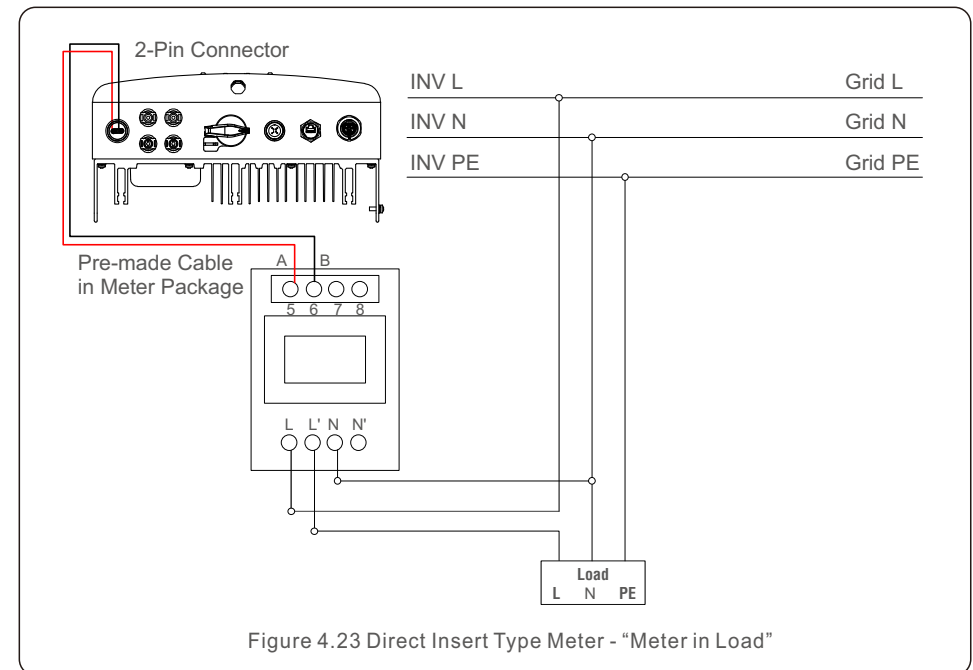 2-Pin Connector
INV L Grid L
INV N Grid N
INV PE Grid PE
Pre-made Cable
in Meter Package
A B
5 6 7 8
L L' N N'
Load
L N PE
Figure 4.23 Direct Insert Type Meter - “Meter in Load”